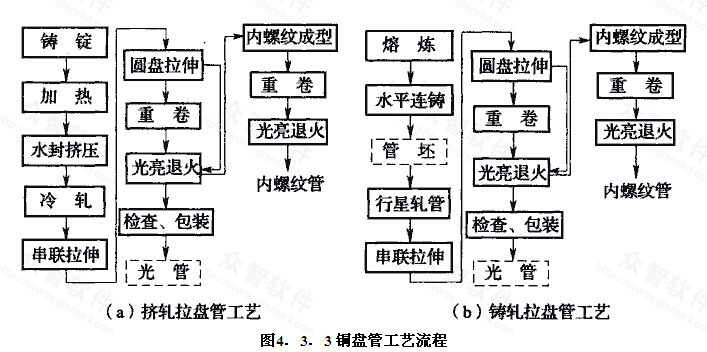 铸锭
加热
水封挤压
冷轧
串联拉伸
圆盘拉伸
重卷
光亮退火
检查、包装
光管
内螺纹成型
重卷
光亮退火
内螺纹管
(a)挤轧拉盘管工艺
熔炼
水平连铸
管坯
行星轧管
串联拉伸
圆盘拉伸
重卷
光亮退火
检查、包装
光管
内螺纹成型
重卷
光亮退火
内螺纹管
(b)铸轧拉盘管工艺
图4．3．3铜盘管工艺流程